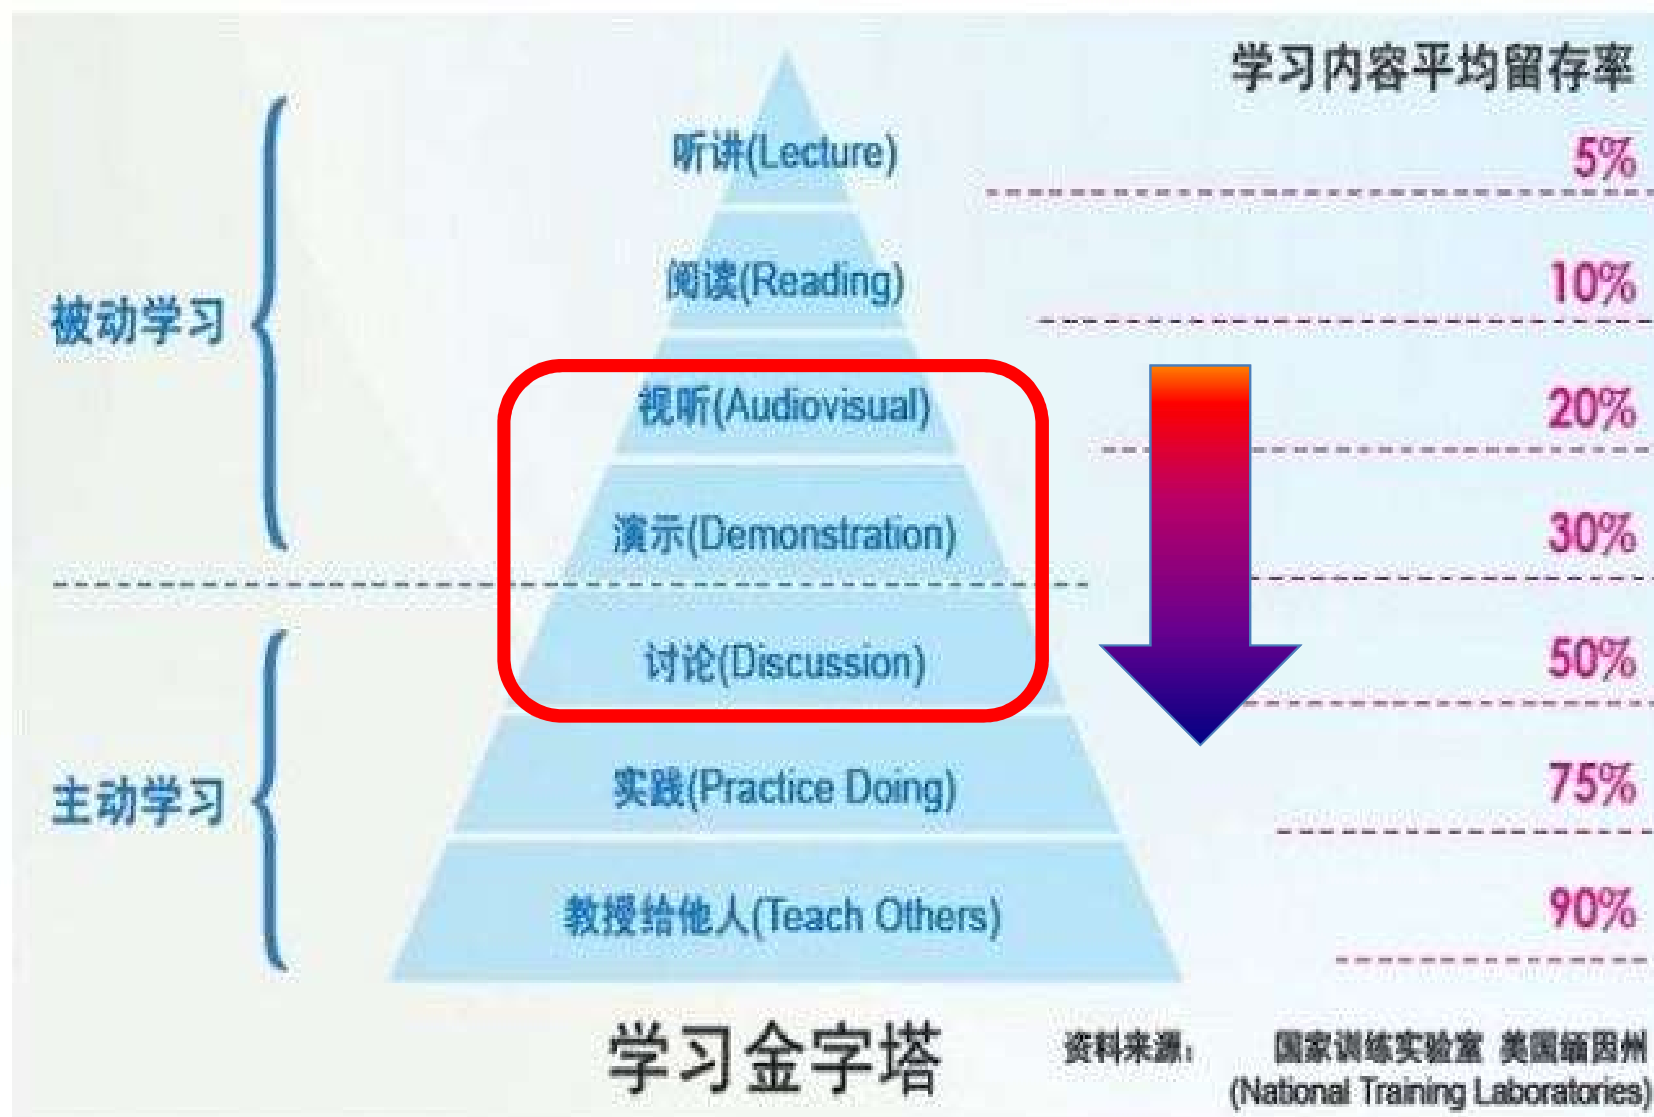 学习内容平均留存率
听讲(Lecture)
5%
阅读(Reading)
10%
被动学习
视听(Audiovisual)
20%
演示(Demonstration)
30%
讨论(Discussion)
50%
主动学习
实践(Practice Doing)
75%
教授给他人(Teach Others)
90%
学习金字塔
资料来源: 国家训练实验室 美国缅因州
(National Training Laboratories)